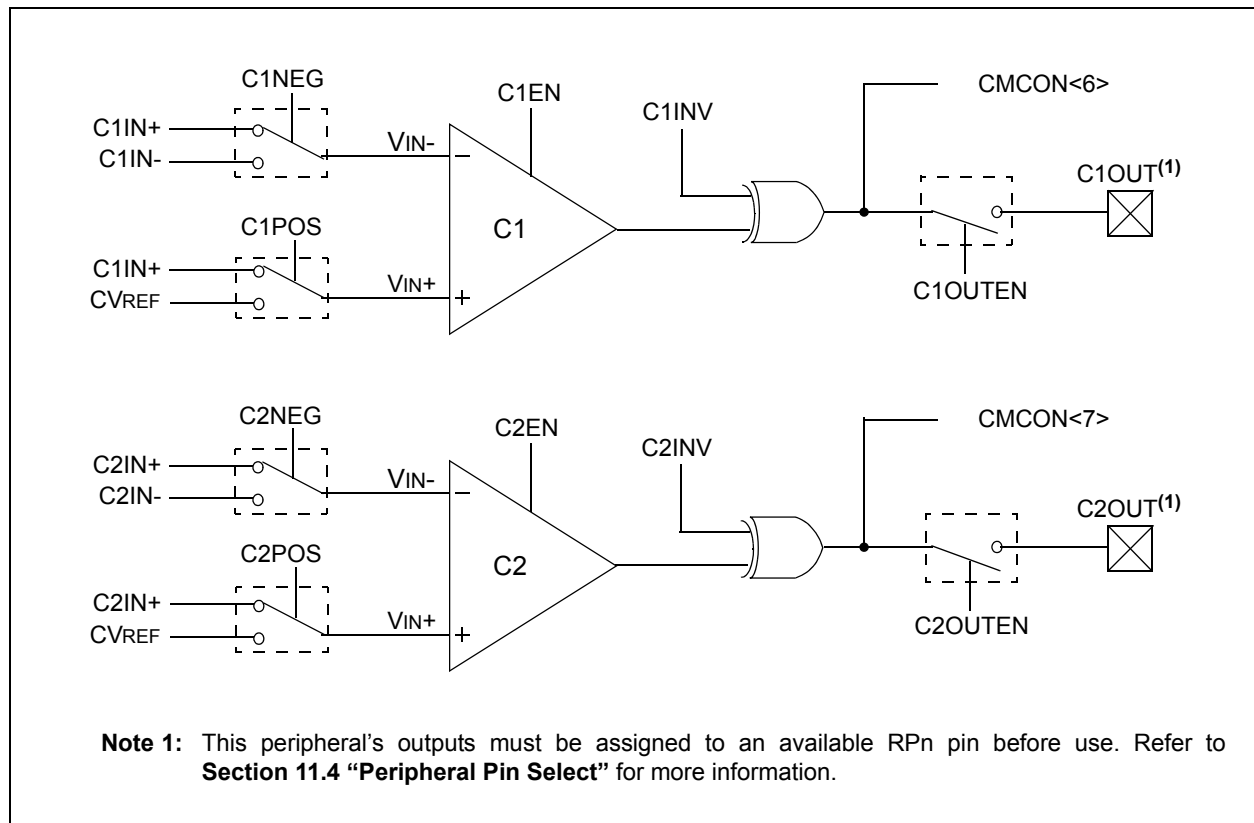 C1NEG
C1EN
CMCON<6>
C1INV
C1IN+
C1IN-
VIN-
–
C1OUT(1)
C1
C1POS
C1IN+
CVREF
VIN+
+
C1OUTEN
C2NEG
C2EN
CMCON<7>
C2INV
C2IN+
C2IN-
VIN-
–
C2OUT(1)
C2
C2POS
C2IN+
CVREF
VIN+
+
C2OUTEN
Note 1: This peripheral’s outputs must be assigned to an available RPn pin before use. Refer to
Section 11.4 “Peripheral Pin Select” for more information.